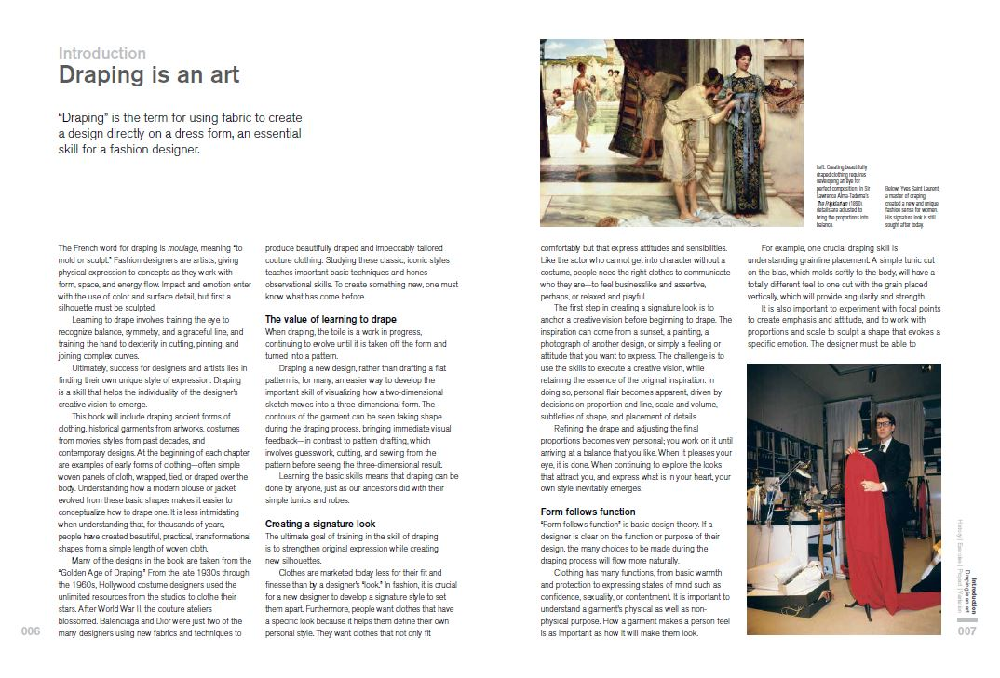 Introduction
Draping is an art
“Draping” is the term for using fabric to create
a design directly on a dress form, an essential
skill for a fashion designer.
The French word for draping is moulage, meaning “to
mold or sculpt.” Fashion designers are artists, giving
physical expression to concepts as they work with
form, space, and energy flow. Impact and emotion enter
with the use of color and surface detail, but first a
silhouette must be sculpted.
Learning to drape involves training the eye to
recognize balance, symmetry, and a graceful line, and
training the hand to dexterity in cutting, pinning, and
joining complex curves.
Ultimately, success for designers and artists lies in
finding their own unique style of expression. Draping
is a skill that helps the individuality of the designer’s
creative vision to emerge.
This book will include draping ancient forms of
clothing, historical garments from artworks, costumes
from movies, styles from past decades, and
contemporary designs. At the beginning of each chapter
are examples of early forms of clothing—often simple
woven panels of cloth, wrapped, tied, or draped over the
body. Understanding how a modern blouse or jacket
evolved from these basic shapes makes it easier to
conceptualize how to drape one. It is less intimidating
when understanding that, for thousands of years,
people have created beautiful, practical, transformational
shapes from a simple length of woven cloth.
Many of the designs in the book are taken from the
“Golden Age of Draping.” From the late 1930s through
the 1960s, Hollywood costume designers used the
unlimited resources from the studios to clothe their
stars. After World War II, the couture ateliers
blossomed. Balenciaga and Dior were just two of the
many designers using new fabrics and techniques to
produce beautifully draped and impeccably tailored
couture clothing. Studying these classic, iconic styles
teaches important basic techniques and hones
observational skills. To create something new, one must
know what has come before.
The value of learning to drape
When draping, the toile is a work in progress,
continuing to evolve until it is taken off the form and
turned into a pattern.
Draping a new design, rather than drafting a flat
pattern is, for many, an easier way to develop the
important skill of visualizing how a two-dimensional
sketch moves into a three-dimensional form. The
contours of the garment can be seen taking shape
during the draping process, bringing immediate visual
feedback—in contrast to pattern drafting, which
involves guesswork, cutting, and sewing from the
pattern before seeing the three-dimensional result.
Learning the basic skills means that draping can be
done by anyone, just as our ancestors did with their
simple tunics and robes.
Creating a signature look
The ultimate goal of training in the skill of draping
is to strengthen original expression while creating
new silhouettes.
Clothes are marketed today less for their fit and
finesse than by a designer’s “look.” In fashion, it is crucial
for a new designer to develop a signature style to set
them apart. Furthermore, people want clothes that have
a specific look because it helps them define their own
personal style. They want clothes that not only fit
006
Left: Creating beautifully
draped clothing requires
developing an eye for
perfect composition. In Sir
Lawrence Alma-Tadema’s
The Frigidarium (1890),
details are adjusted to
bring the proportions into
balance.
Below: Yves Saint Laurent,
a master of draping,
created a new and unique
fashion sense for women.
His signature look is still
sought after today.
comfortably but that express attitudes and sensibilities.
Like the actor who cannot get into character without a
costume, people need the right clothes to communicate
who they are—to feel businesslike and assertive,
perhaps, or relaxed and playful.
The first step in creating a signature look is to
anchor a creative vision before beginning to drape. The
inspiration can come from a sunset, a painting, a
photograph of another design, or simply a feeling or
attitude that you want to express. The challenge is to
use the skills to execute a creative vision, while
retaining the essence of the original inspiration. In
doing so, personal flair becomes apparent, driven by
decisions on proportion and line, scale and volume,
subtleties of shape, and placement of details.
Refining the drape and adjusting the final
proportions becomes very personal; you work on it until
arriving at a balance that you like. When it pleases your
eye, it is done. When continuing to explore the looks
that attract you, and express what is in your heart, your
own style inevitably emerges.
Form follows function
“Form follows function” is basic design theory. If a
designer is clear on the function or purpose of their
design, the many choices to be made during the
draping process will flow more naturally.
Clothing has many functions, from basic warmth
and protection to expressing states of mind such as
confidence, sensuality, or contentment. It is important to
understand a garment’s physical as well as non-
physical purpose. How a garment makes a person feel
is as important as how it will make them look.
For example, one crucial draping skill is
understanding grainline placement. A simple tunic cut
on the bias, which molds softly to the body, will have a
totally different feel to one cut with the grain placed
vertically, which will provide angularity and strength.
It is also important to experiment with focal points
to create emphasis and attitude, and to work with
proportions and scale to sculpt a shape that evokes a
specific emotion. The designer must be able to
Introduction
Draping is an art
History | Exercises | Project | Variation
007